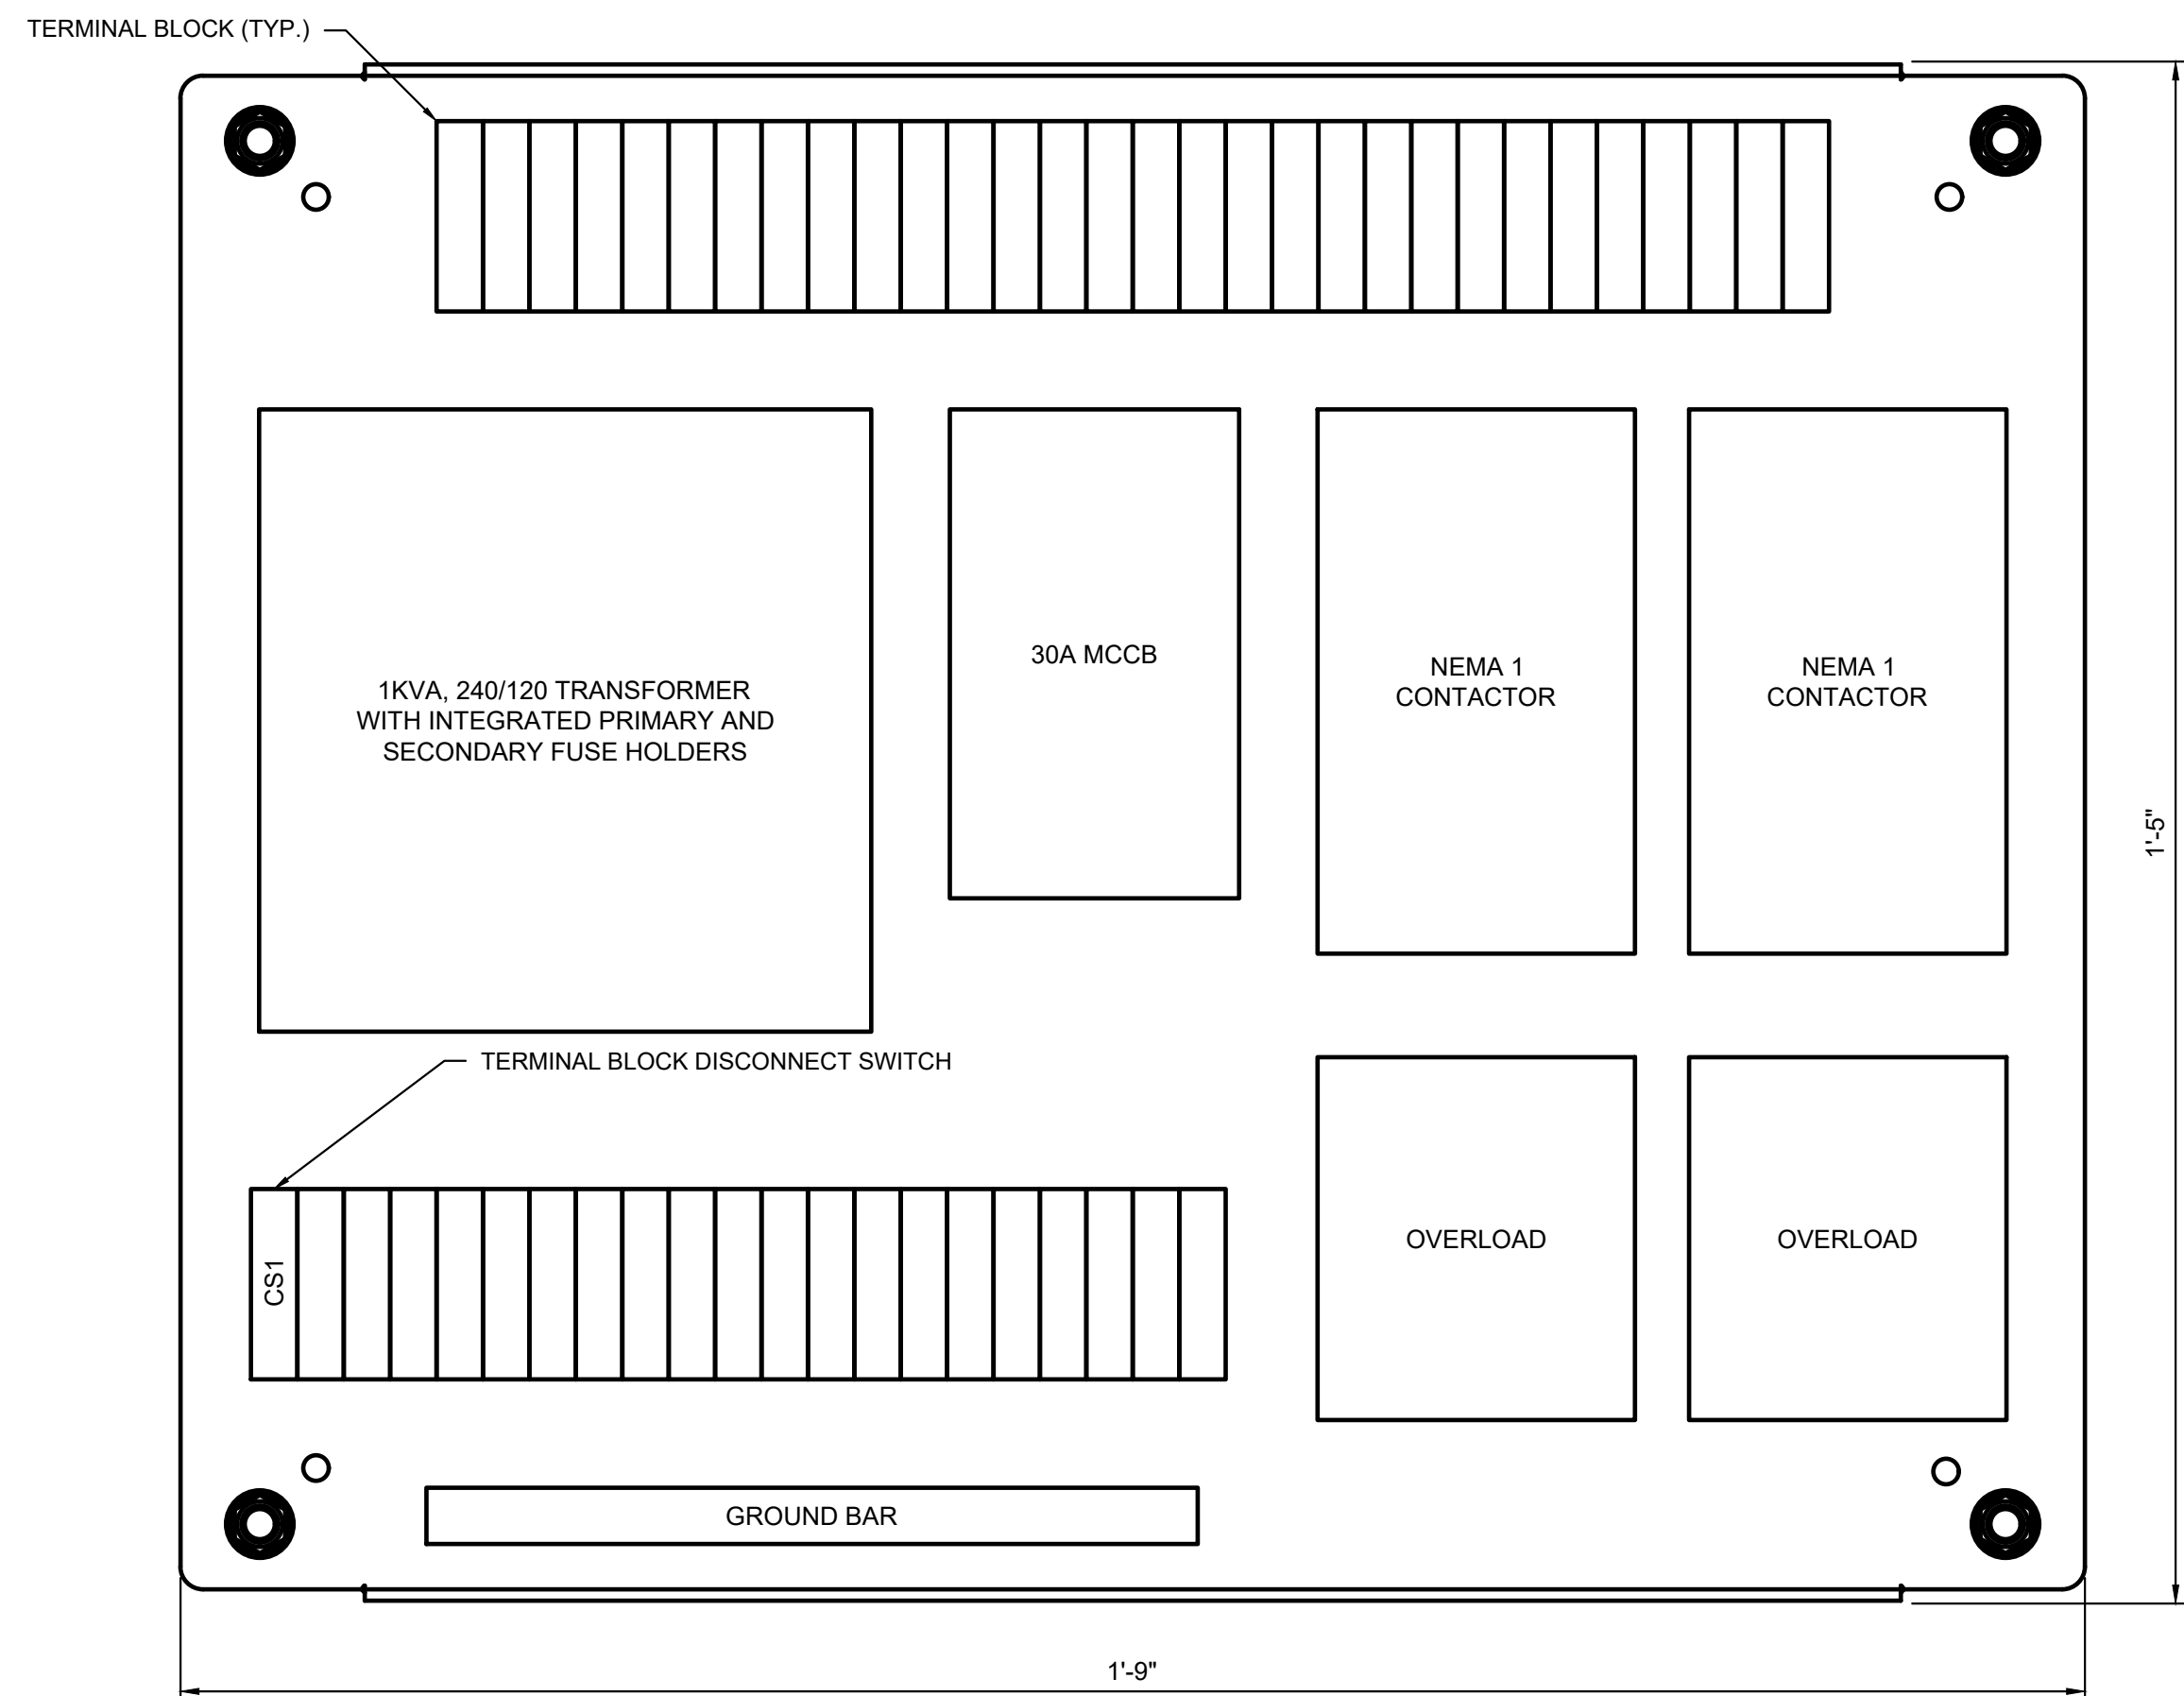 TERMINAL BLOCK (TYP.)
1KVA, 240/120 TRANSFORMER
WITH INTEGRATED PRIMARY AND
SECONDARY FUSE HOLDERS
30A MCCB
NEMA 1
CONTACTOR
NEMA 1
CONTACTOR
1'-5"
TERMINAL BLOCK DISCONNECT SWITCH
CS1
OVERLOAD
OVERLOAD
GROUND BAR
1'-9"